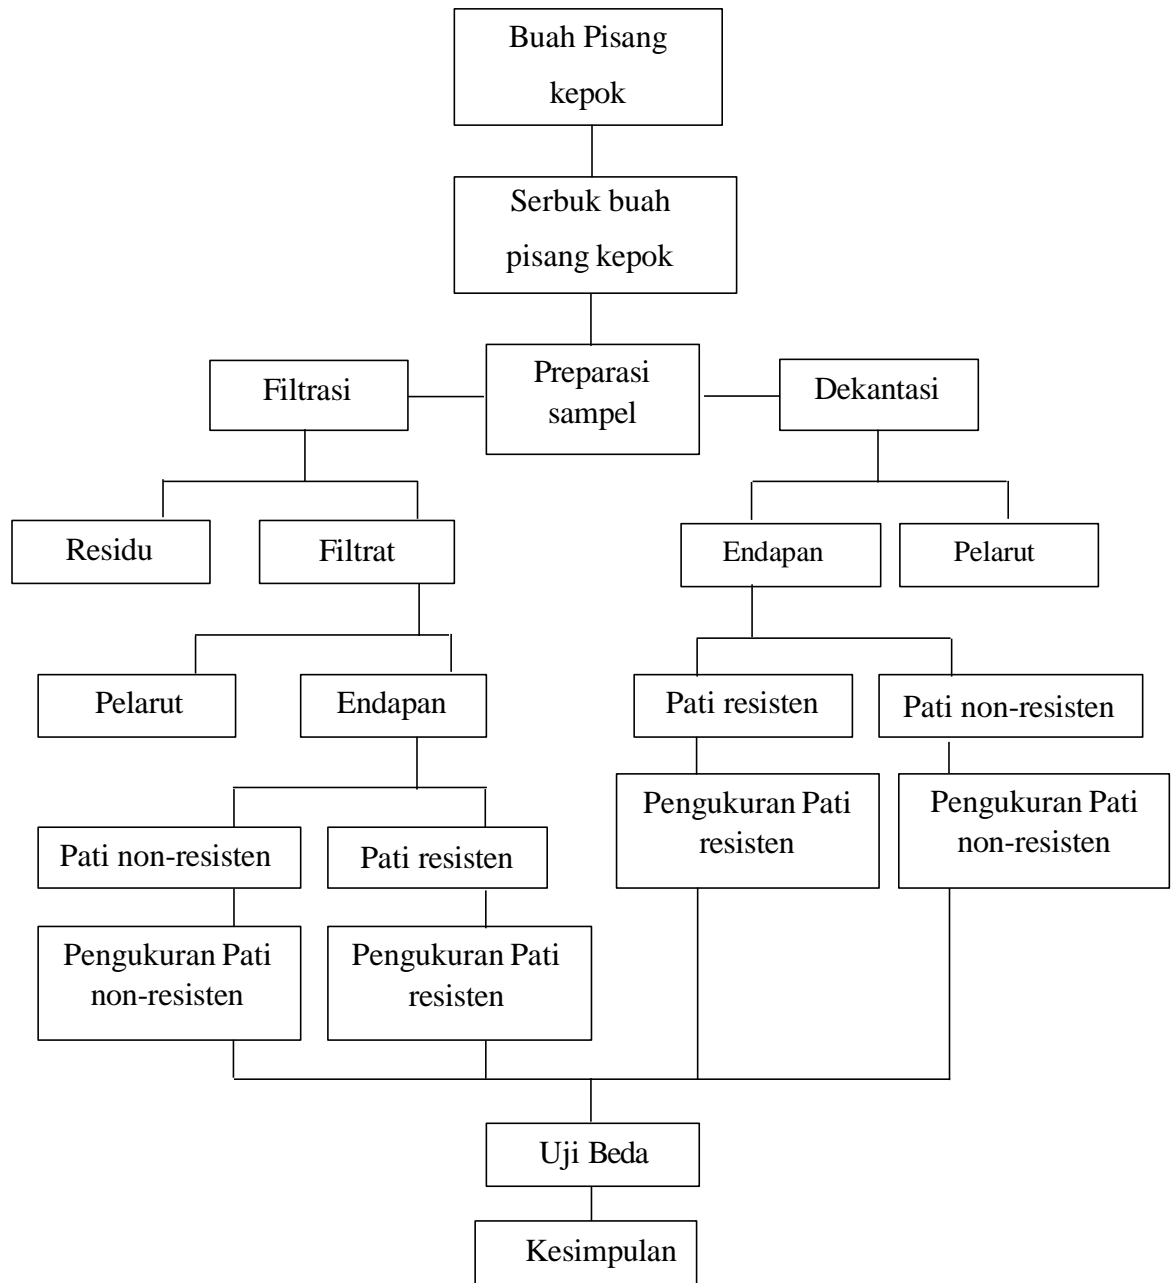 Buah Pisang
kepok
Serbuk buah
pisang kepok
Preparasi
sampel
Filtrasi
Dekantasi
Residu
Filtrat
Endapan
Pelarut
Pelarut
Endapan
Pati resisten
Pati non-resisten
Pengukuran Pati
resisten
Pengukuran Pati
non-resisten
Pati non-resisten
Pati resisten
Pengukuran Pati
non-resisten
Pengukuran Pati
resisten
Uji Beda
Kesimpulan